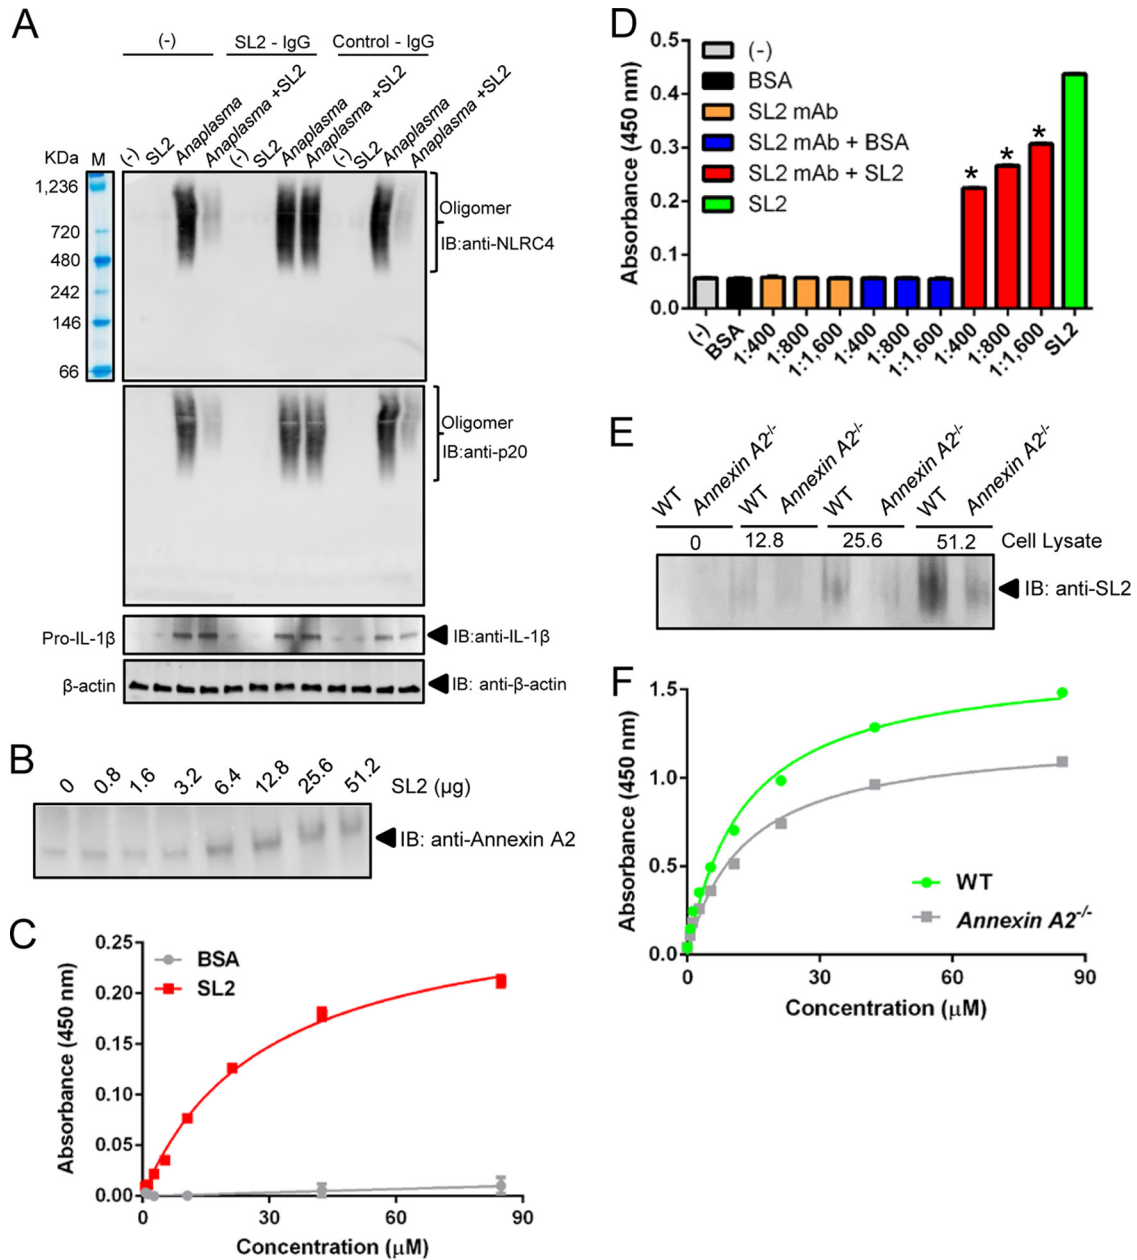 A
(-)
SL2 - IgG
Control - IgG
(-)
SL2
Anaplasma
Anaplasma +SL2
(-)
SL2
Anaplasma
Anaplasma +SL2
(-)
SL2
Anaplasma
Anaplasma +SL2
KDa
M
1,236
720
480
242
146
66
Oligomer
IB:anti-NLRC4
Oligomer
IB:anti-p20
Pro-IL-1β
IB:anti-IL-1β
β-actin
IB: anti-β-actin
B
0 0.8 1.6 3.2 6.4 12.8 25.6 51.2 SL2 (µg)
IB: anti-Annexin A2
C
Absorbance (450 nm)
0.25
0.20
0.15
0.10
0.05
0.00
BSA
SL2
0 30 60 90
Concentration (µM)
D
Absorbance (450 nm)
0.5
0.4
0.3
0.2
0.1
0.0
(-)
BSA
SL2 mAb
SL2 mAb + BSA
SL2 mAb + SL2
SL2
* * *
(-) BSA 1:400 1:800 1:1,600 1:400 1:800 1:1,600 1:400 1:800 1:1,600 SL2
E
WT Annexin A2-/- WT Annexin A2-/- WT Annexin A2-/- WT Annexin A2-/-
0 12.8 25.6 51.2 Cell Lysate
IB: anti-SL2
F
Absorbance (450 nm)
1.5
1.0
0.5
0.0
WT
Annexin A2-/-
0 30 60 90
Concentration (µM)